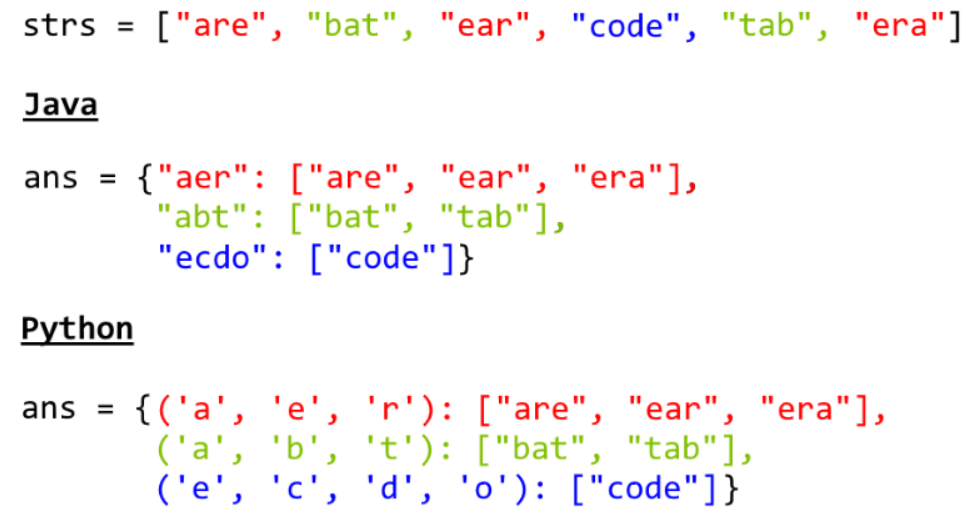 strs = ["are", "bat", "ear", "code", "tab", "era"]
Java
ans = {"aer": ["are", "ear", "era"],
"abt": ["bat", "tab"],
"ecdo": ["code"]}
Python
ans = {('a', 'e', 'r'): ["are", "ear", "era"],
('a', 'b', 't'): ["bat", "tab"],
('e', 'c', 'd', 'o'): ["code"]}